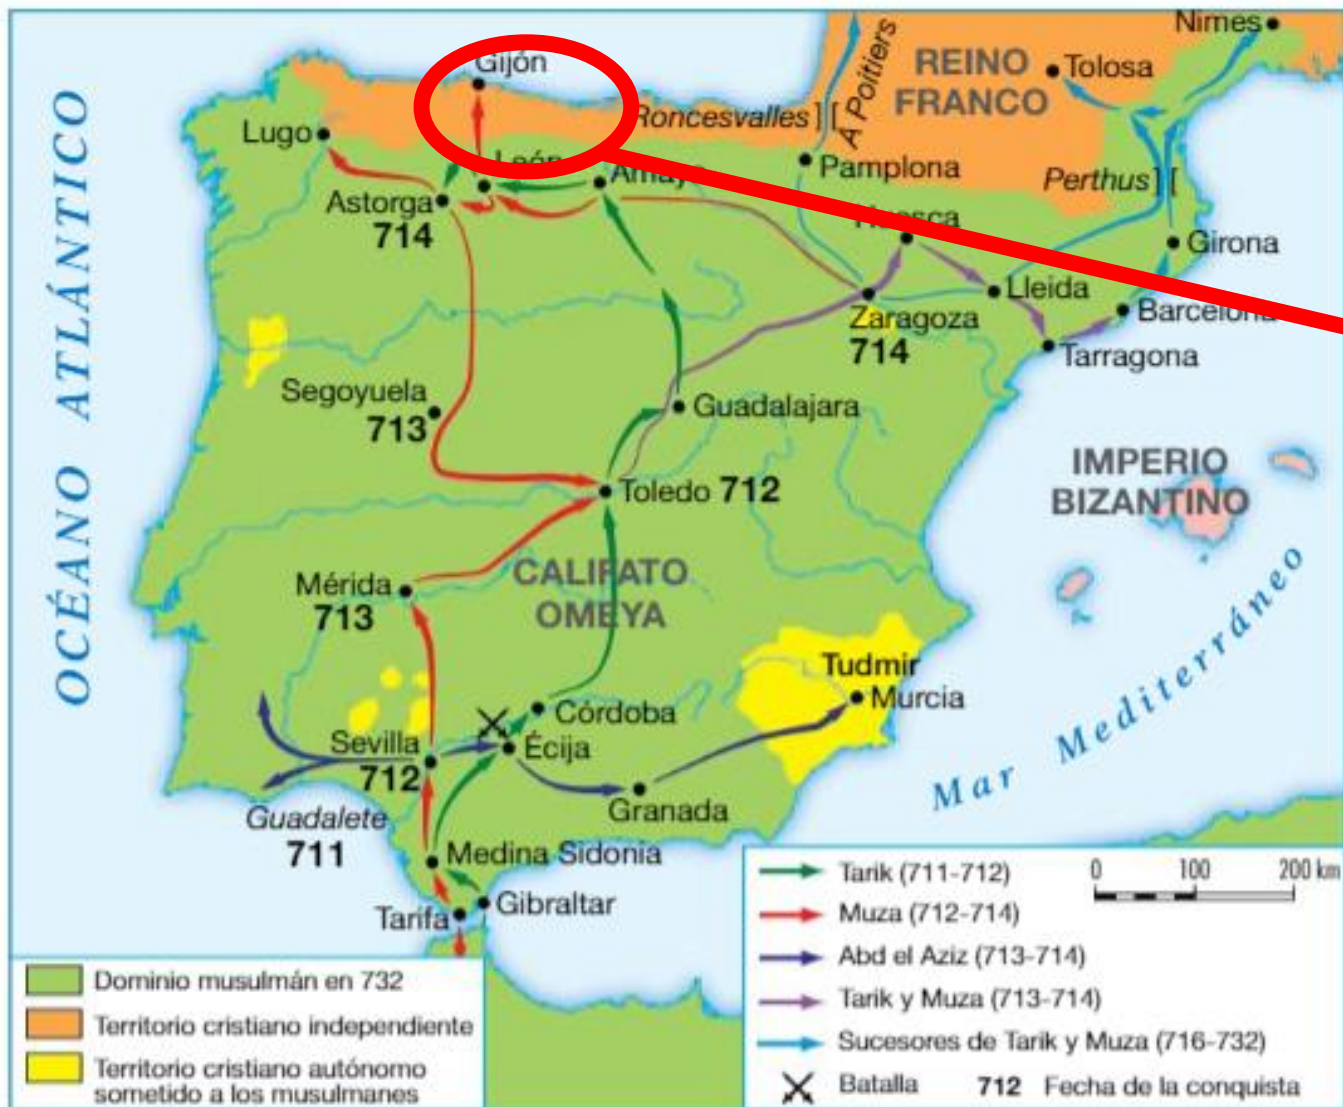 Nimes
Gijón
REINO
FRANCO
Tolosa
À Poitiers
Roncesvalles
Lugo
León
Amaya
Pamplona
Perthus
Astorga
714
Huesca
Girona
Lleida
Zaragoza
714
Barcelona
Tarragona
OCÉANO ATLÁNTICO
Segoyuela
713
Guadalajara
IMPERIO
BIZANTINO
Toledo 712
CALIFATO
OMEYA
Mérida
713
Tudmir
Murcia
Mar Mediterráneo
Córdoba
Sevilla
712
Écija
Granada
Guadalete
711
Medina Sidonia
Gibraltar
Tarifa
Dominio musulmán en 732
Territorio cristiano independiente
Territorio cristiano autónomo
sometido a los musulmanes
0 100 200 km
Tarik (711-712)
Muza (712-714)
Abd el Aziz (713-714)
Tarik y Muza (713-714)
Sucesores de Tarik y Muza (716-732)
Batalla 712 Fecha de la conquista